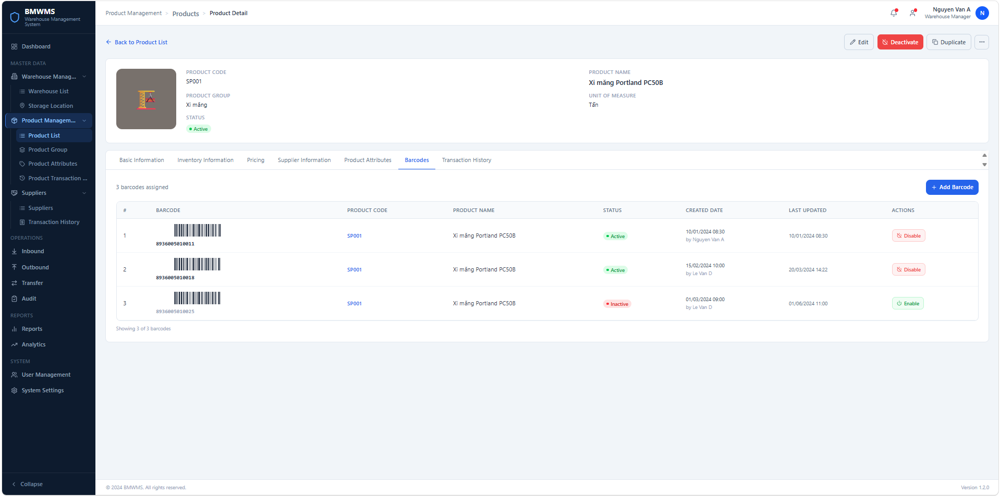 BMWMS
Warehouse Management
System
Dashboard
MASTER DATA
Warehouse Manag...
Warehouse List
Storage Location
Product Managem...
Product List
Product Group
Product Attributes
Product Transaction ...
Suppliers
Suppliers
Transaction History
OPERATIONS
Inbound
Outbound
Transfer
Audit
REPORTS
Reports
Analytics
SYSTEM
User Management
System Settings
Collapse
Product Management > Products > Product Detail
Nguyen Van A
Warehouse Manager
N
Back to Product List
Edit
Deactivate
Duplicate
PRODUCT CODE
SP001
PRODUCT GROUP
Xi măng
STATUS
Active
PRODUCT NAME
Xi măng Portland PC50B
UNIT OF MEASURE
Tấn
Basic Information Inventory Information Pricing Supplier Information Product Attributes Barcodes Transaction History
3 barcodes assigned
+ Add Barcode
# BARCODE PRODUCT CODE PRODUCT NAME STATUS CREATED DATE LAST UPDATED ACTIONS
1 8936005010011 SP001 Xi măng Portland PC50B Active 10/01/2024 08:30 by Nguyen Van A 10/01/2024 08:30 Disable
2 8936005010018 SP001 Xi măng Portland PC50B Active 15/02/2024 10:00 by Le Van D 20/03/2024 14:22 Disable
3 8936005010025 SP001 Xi măng Portland PC50B Inactive 01/03/2024 09:00 by Le Van D 01/06/2024 11:00 Enable
Showing 3 of 3 barcodes
© 2024 BMWMS. All rights reserved.
Version 1.2.0